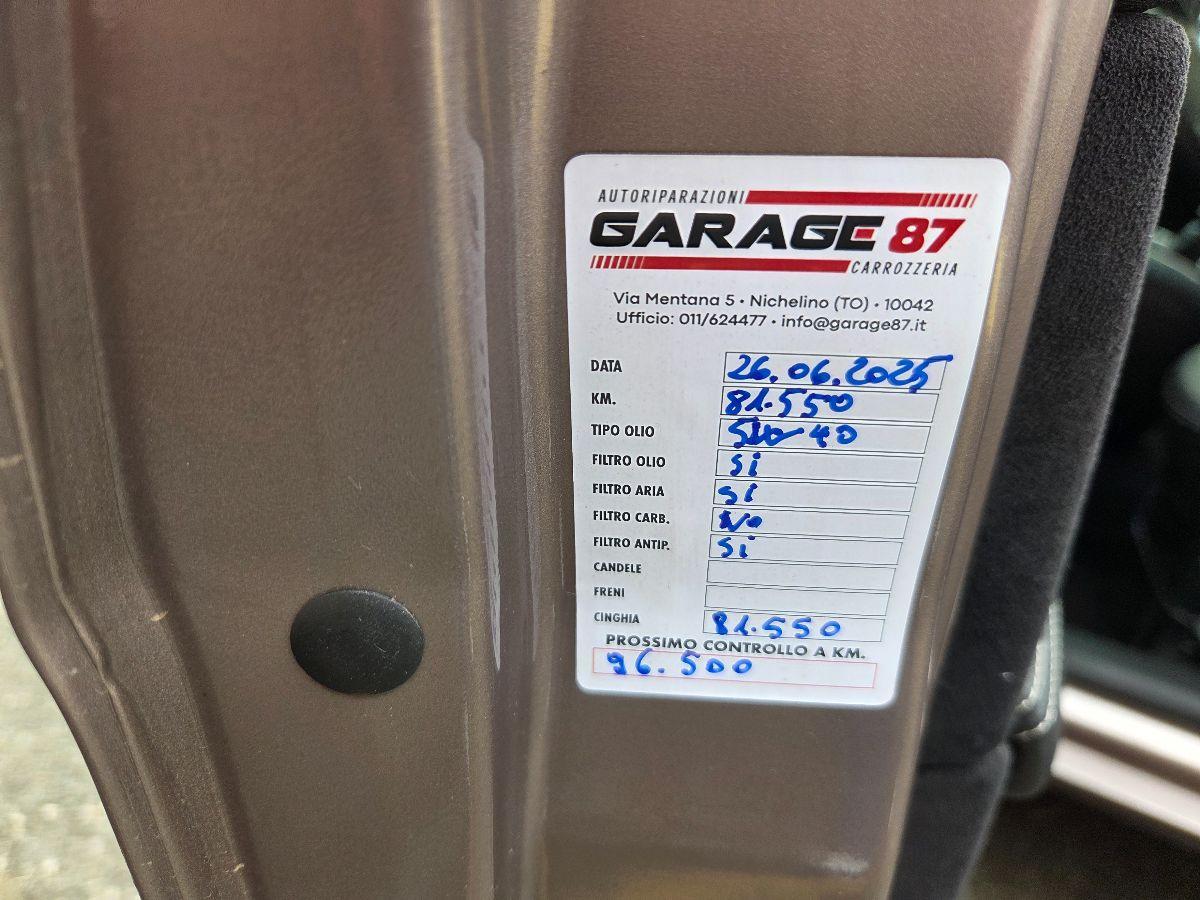 AUTORIPARAZIONI
GARAGE 87
CARROZZERIA
Via Mentana 5 • Nichelino (TO) • 10042
Ufficio: 011/624477 • info@garage87.it
DATA 26.06.2025
KM. 81.550
TIPO OLIO 40
FILTRO OLIO si
FILTRO ARIA si
FILTRO CARB. No
FILTRO ANTIP. si
CANDELE
FRENI
CINGHIA 81.550
PROSSIMO CONTROLLO A KM.
96.500